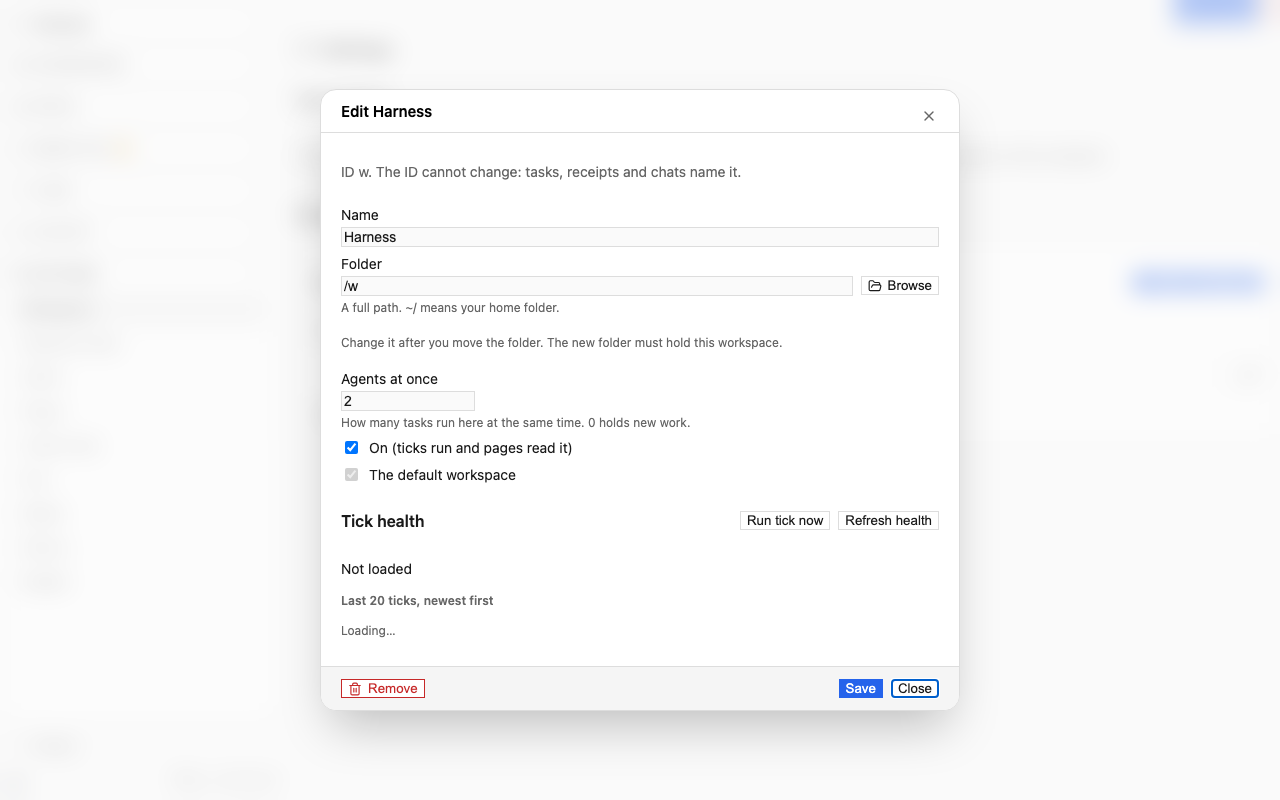 Edit Harness
ID w. The ID cannot change: tasks, receipts and chats name it.
Name
Harness
Folder
/w
Browse
A full path. ~/ means your home folder.
Change it after you move the folder. The new folder must hold this workspace.
Agents at once
2
How many tasks run here at the same time. 0 holds new work.
On (ticks run and pages read it)
The default workspace
Tick health
Run tick now
Refresh health
Not loaded
Last 20 ticks, newest first
Loading...
Remove
Save
Close